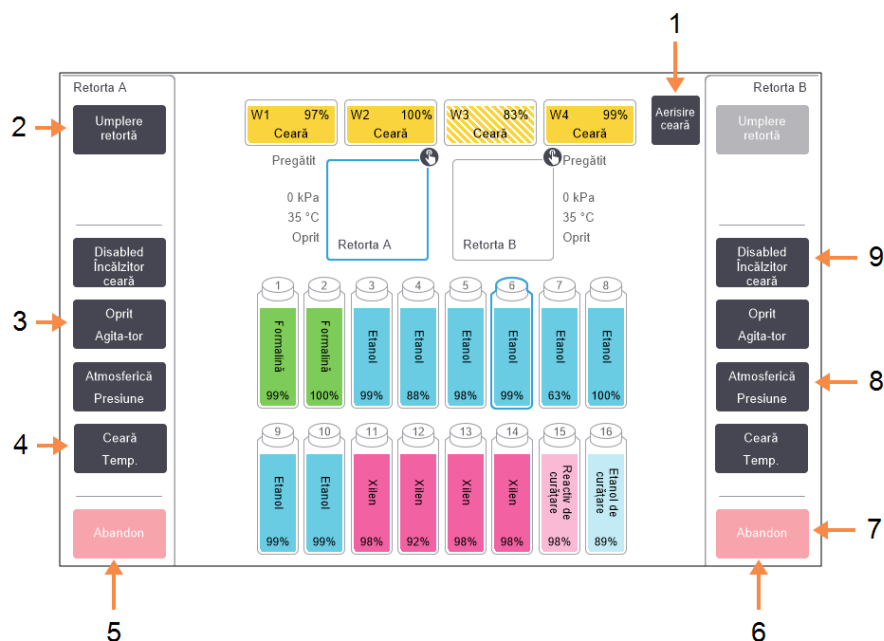 1
Retorta A
Retorta B
2
Umplere
retortă
W1 97%
Ceară
W2 100%
Ceară
W3 83%
Ceară
W4 99%
Ceară
Aerisire
ceară
Umplere
retortă
Pregătit
0 kPa
35 °C
Oprit
Retorta A
Retorta B
Pregătit
0 kPa
35 °C
Oprit
Disabled
Încălzitor
ceară
3
Oprit
Agita-tor
Atmosferică
Presiune
4
Ceară
Temp.
Abandon
5
1
Formalină
99%
2
Formalină
100%
3
Etanol
99%
4
Etanol
88%
5
Etanol
98%
6
Etanol
99%
7
Etanol
63%
8
Etanol
100%
9
Etanol
99%
10
Etanol
99%
11
Xilen
98%
12
Xilen
92%
13
Xilen
98%
14
Xilen
98%
15
Reactiv de
curățare
98%
16
Etanol de
curățare
89%
Disabled
Încălzitor
ceară
9
Oprit
Agita-tor
Atmosferică
Presiune
8
Ceară
Temp.
Abandon
7
6